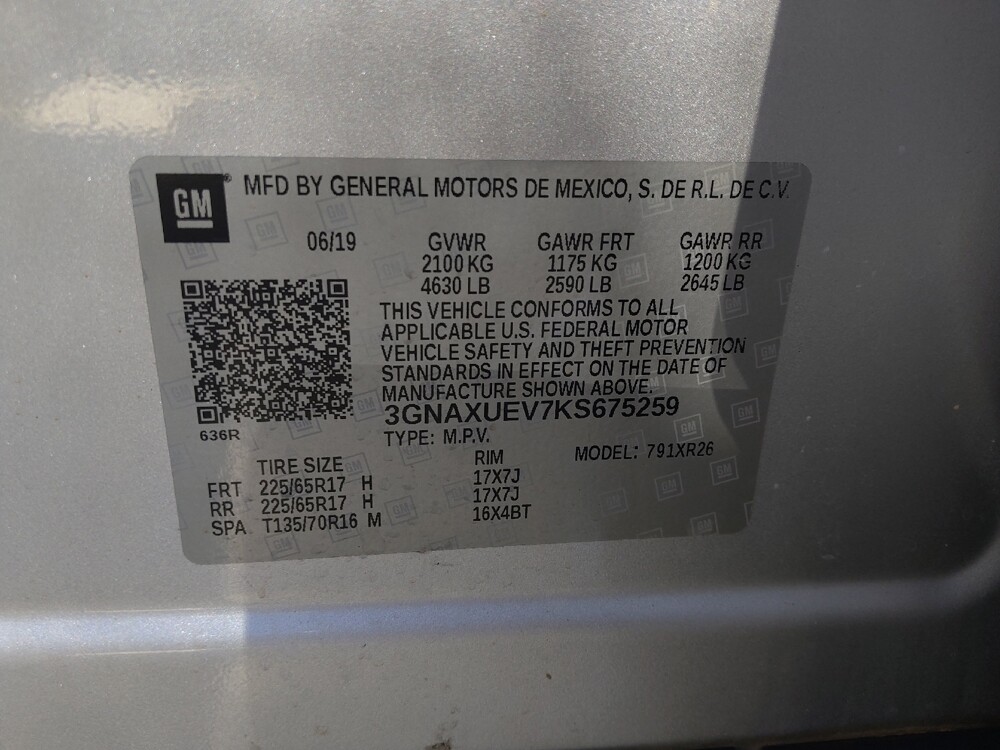 GM® MFD BY GENERAL MOTORS DE MEXICO, S. DE R.L. DE C.V.
06/19 GVWR GAWR FRT GAWR RR
2100 KG 1175 KG 1200 KG
4630 LB 2590 LB 2645 LB
THIS VEHICLE CONFORMS TO ALL
APPLICABLE U.S. FEDERAL MOTOR
VEHICLE SAFETY AND THEFT PREVENTION
STANDARDS IN EFFECT ON THE DATE OF
MANUFACTURE SHOWN ABOVE.
3GNAXUEV7KS675259
636R
TYPE: M.P.V. MODEL: 791XR26
TIRE SIZE RIM
FRT 225/65R17 H 17X7J
RR 225/65R17 H 17X7J
SPA T135/70R16 M 16X4BT